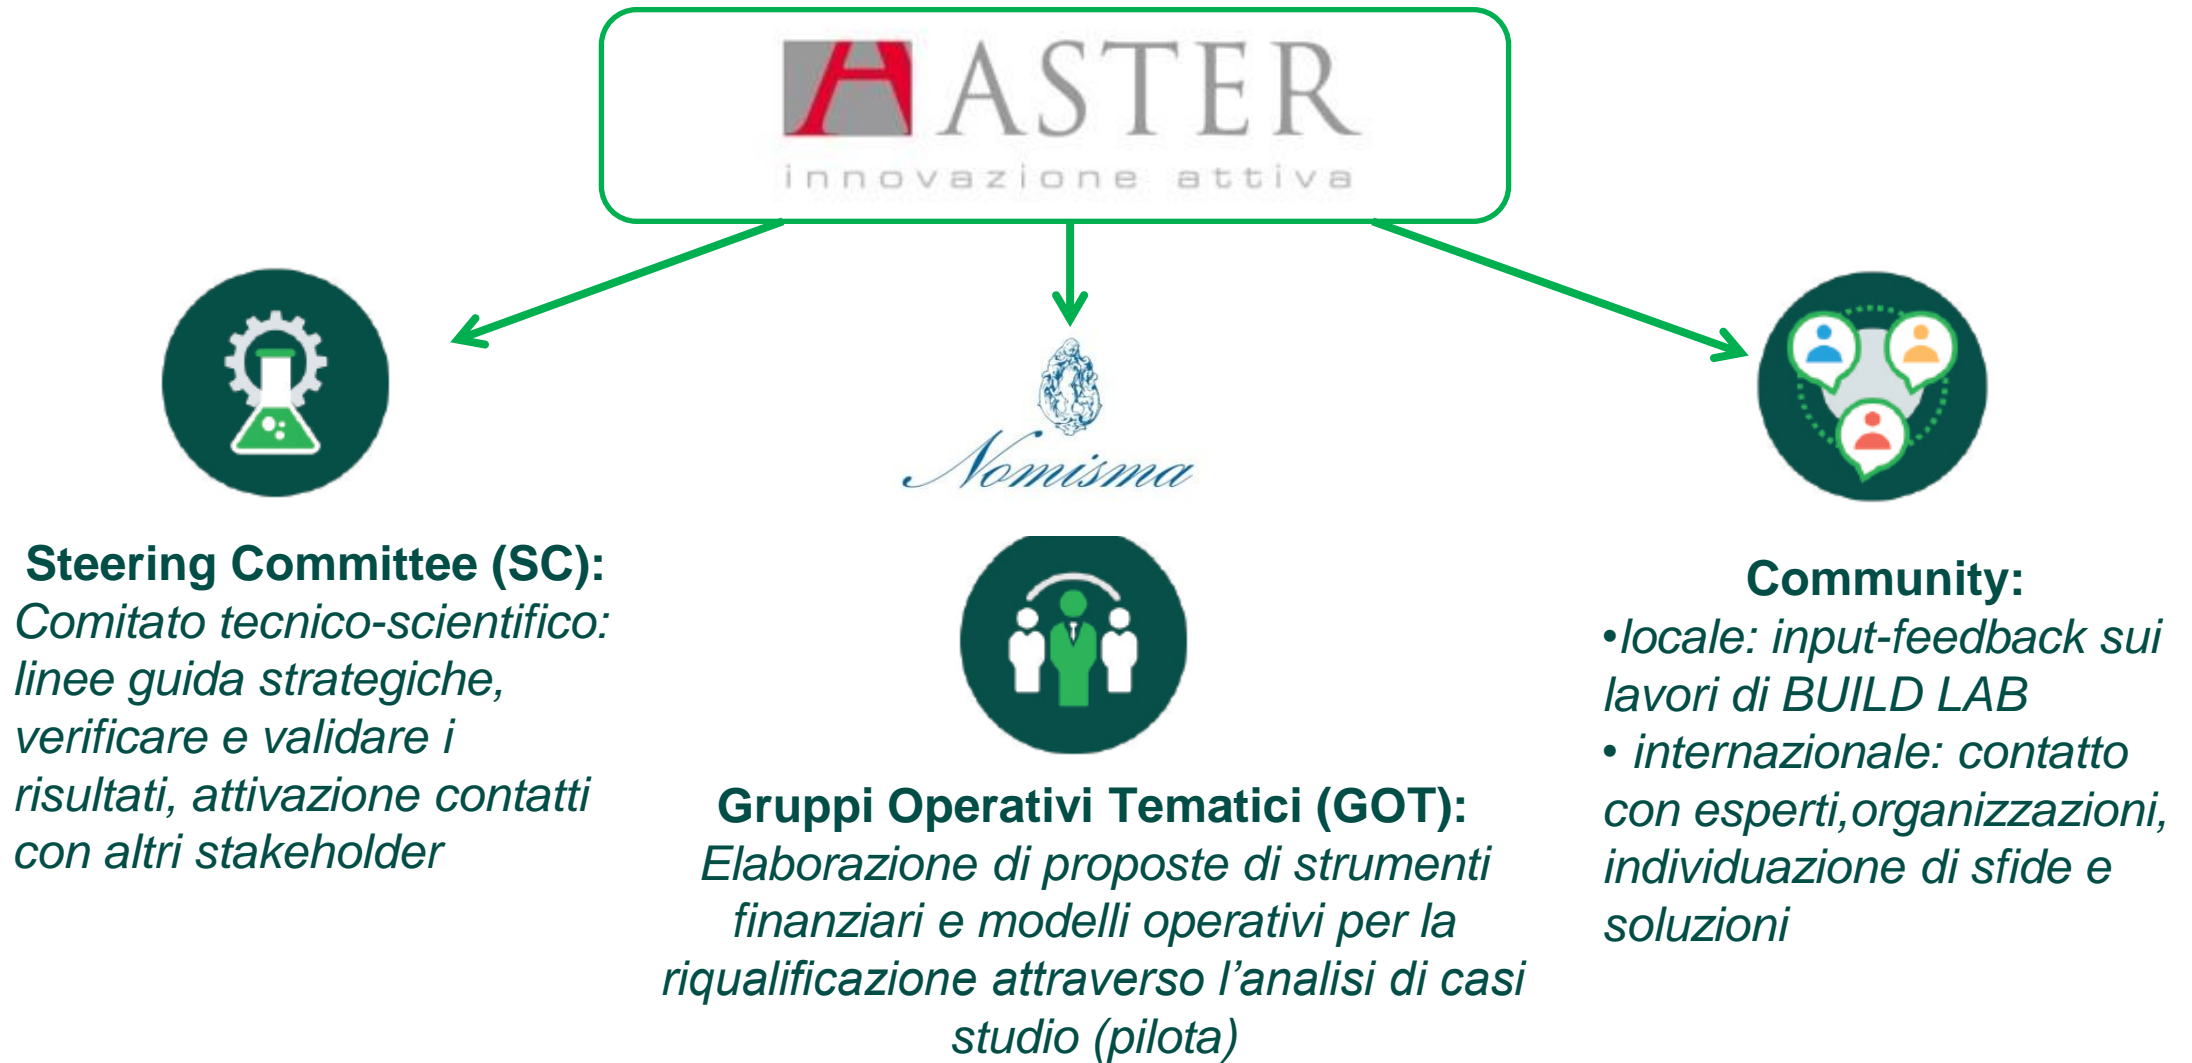 ASTER
innovazione attiva
Nomisma
Steering Committee (SC):
Comitato tecnico-scientifico:
linee guida strategiche,
verificare e validare i
risultati, attivazione contatti
con altri stakeholder
Gruppi Operativi Tematici (GOT):
Elaborazione di proposte di strumenti
finanziari e modelli operativi per la
riqualificazione attraverso l’analisi di casi
studio (pilota)
Community:
•locale: input-feedback sui
lavori di BUILD LAB
• internazionale: contatto
con esperti,organizzazioni,
individuazione di sfide e
soluzioni